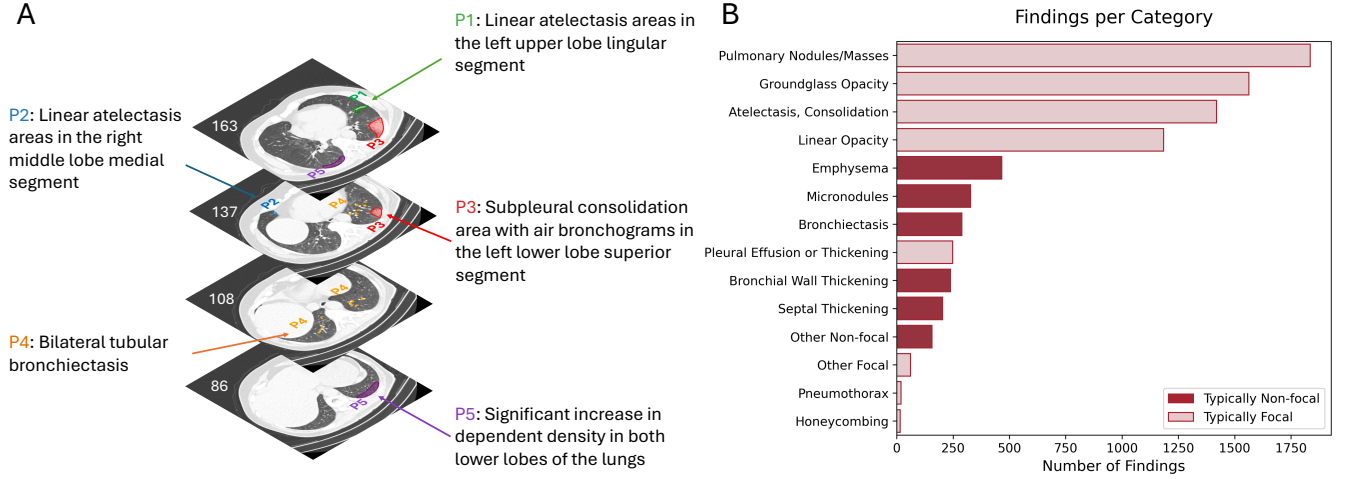 A
P1: Linear atelectasis areas in
the left upper lobe lingular
segment
P2: Linear atelectasis
areas in the right
middle lobe medial
segment
163
P1
P3
P5
137
P2
P4
P3
P3: Subpleural consolidation
area with air bronchograms in
the left lower lobe superior
segment
108
P4
P4
P4: Bilateral tubular
bronchiectasis
86
P5
P5: Significant increase in
dependent density in both
lower lobes of the lungs
B
Findings per Category
Pulmonary Nodules/Masses
Groundglass Opacity
Atelectasis, Consolidation
Linear Opacity
Emphysema
Micronodules
Bronchiectasis
Pleural Effusion or Thickening
Bronchial Wall Thickening
Septal Thickening
Other Non-focal
Other Focal
Pneumothorax
Honeycombing
Typically Non-focal
Typically Focal
0 250 500 750 1000 1250 1500 1750
Number of Findings